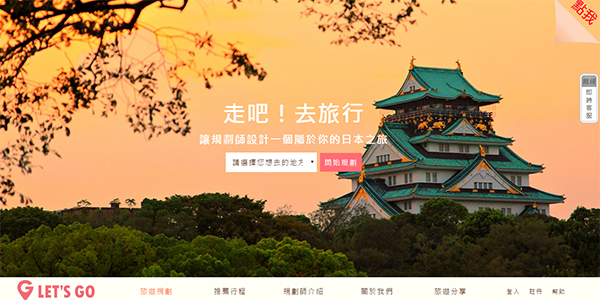 點我
離線
即時客服
走吧！去旅行
讓規劃師設計一個屬於你的日本之旅
請選擇您想去的地方
開始規劃
LET'S GO
旅遊規劃
推薦行程
規劃師介紹
關於我們
旅遊分享
登入
註冊
幫助